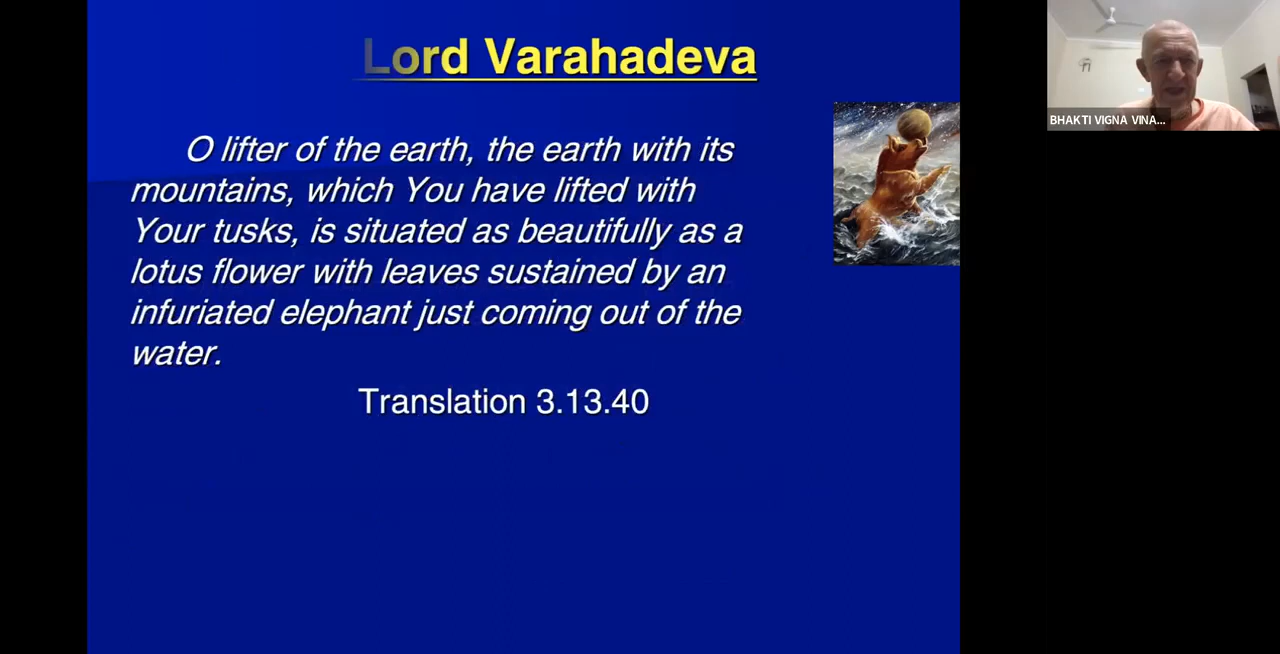 Lord Varahadeva
O lifter of the earth, the earth with its
mountains, which You have lifted with
Your tusks, is situated as beautifully as a
lotus flower with leaves sustained by an
infuriated elephant just coming out of the
water.
Translation 3.13.40
BHAKTI VIGNA VINA...